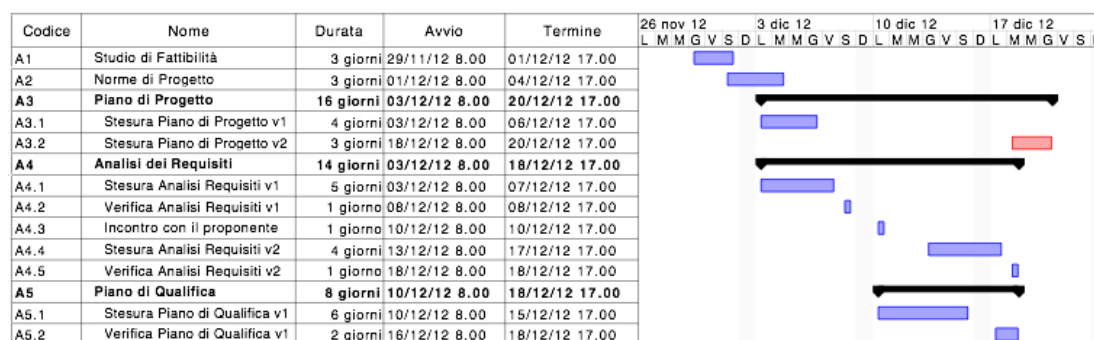 Codice Nome Durata Avvio Termine 26 nov 12 3 dic 12 10 dic 12 17 dic 12
L M M G V S D L M M G V S D L M M G V S D L M M G V S
A1 Studio di Fattibilità 3 giorni 29/11/12 8.00 01/12/12 17.00
A2 Norme di Progetto 3 giorni 01/12/12 8.00 04/12/12 17.00
A3 Piano di Progetto 16 giorni 03/12/12 8.00 20/12/12 17.00
A3.1 Stesura Piano di Progetto v1 4 giorni 03/12/12 8.00 06/12/12 17.00
A3.2 Stesura Piano di Progetto v2 3 giorni 18/12/12 8.00 20/12/12 17.00
A4 Analisi dei Requisiti 14 giorni 03/12/12 8.00 18/12/12 17.00
A4.1 Stesura Analisi Requisiti v1 5 giorni 03/12/12 8.00 07/12/12 17.00
A4.2 Verifica Analisi Requisiti v1 1 giorno 08/12/12 8.00 08/12/12 17.00
A4.3 Incontro con il proponente 1 giorno 10/12/12 8.00 10/12/12 17.00
A4.4 Stesura Analisi Requisiti v2 4 giorni 13/12/12 8.00 17/12/12 17.00
A4.5 Verifica Analisi Requisiti v2 1 giorno 18/12/12 8.00 18/12/12 17.00
A5 Piano di Qualifica 8 giorni 10/12/12 8.00 18/12/12 17.00
A5.1 Stesura Piano di Qualifica v1 6 giorni 10/12/12 8.00 15/12/12 17.00
A5.2 Verifica Piano di Qualifica v1 2 giorni 16/12/12 8.00 18/12/12 17.00